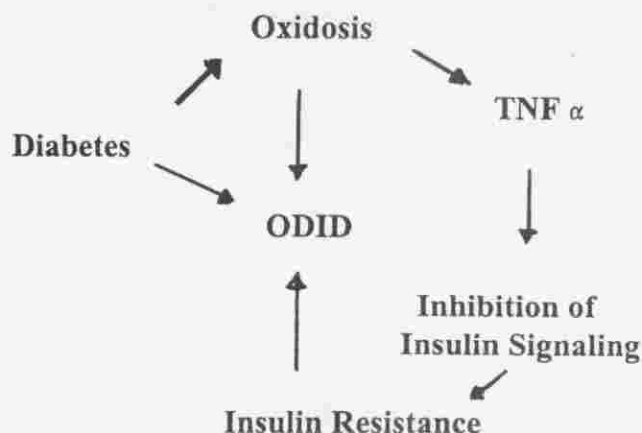 Oxidosis
TNF α
Diabetes
ODID
Inhibition of
Insulin Signaling
Insulin Resistance